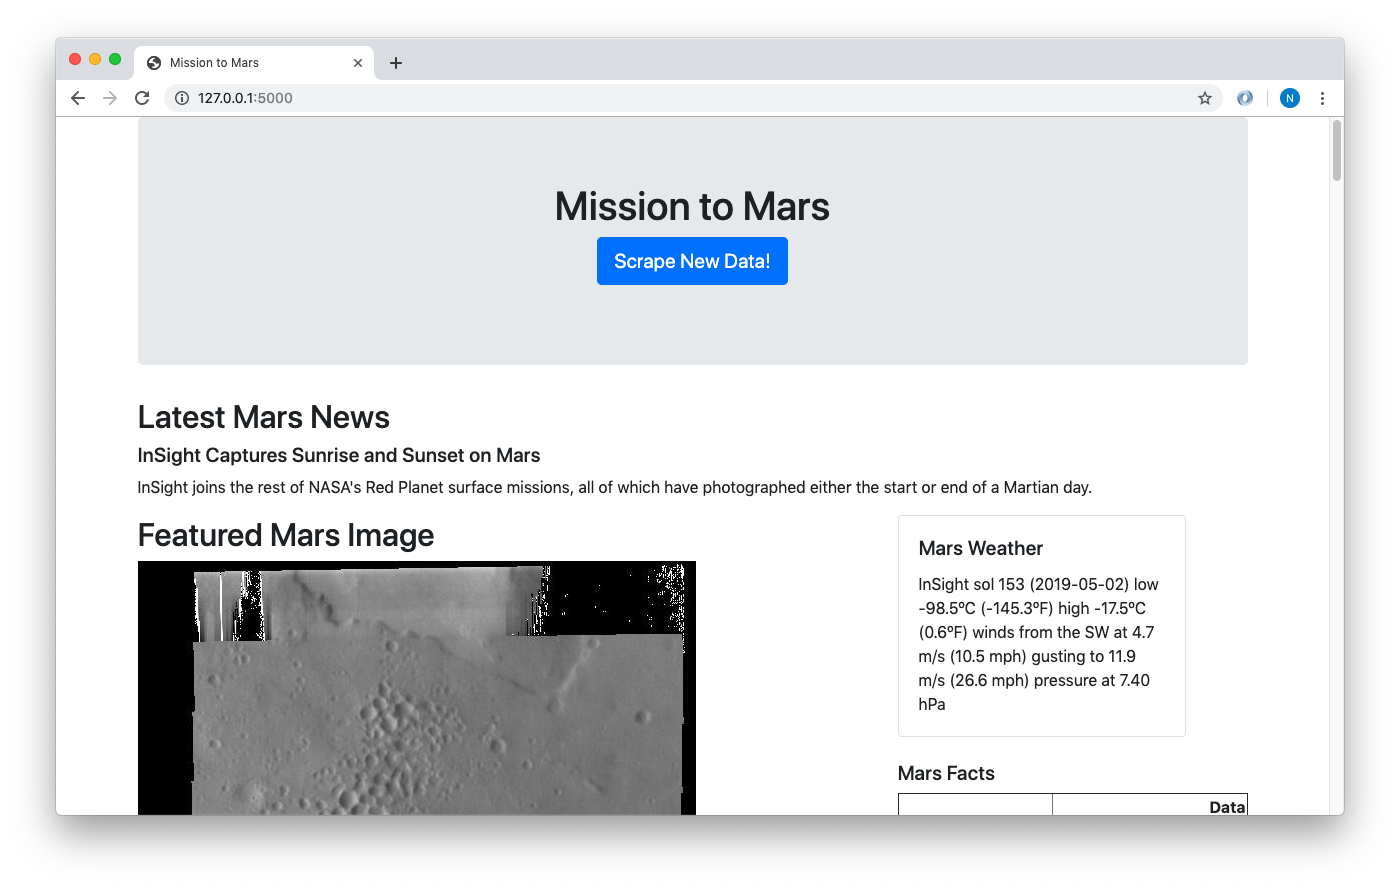 Mission to Mars
127.0.0.1:5000
N
Mission to Mars
Scrape New Data!
Latest Mars News
InSight Captures Sunrise and Sunset on Mars
InSight joins the rest of NASA's Red Planet surface missions, all of which have photographed either the start or end of a Martian day.
Featured Mars Image
Mars Weather
InSight sol 153 (2019-05-02) low
-98.5ºC (-145.3ºF) high -17.5ºC
(0.6ºF) winds from the SW at 4.7
m/s (10.5 mph) gusting to 11.9
m/s (26.6 mph) pressure at 7.40
hPa
Mars Facts
Data